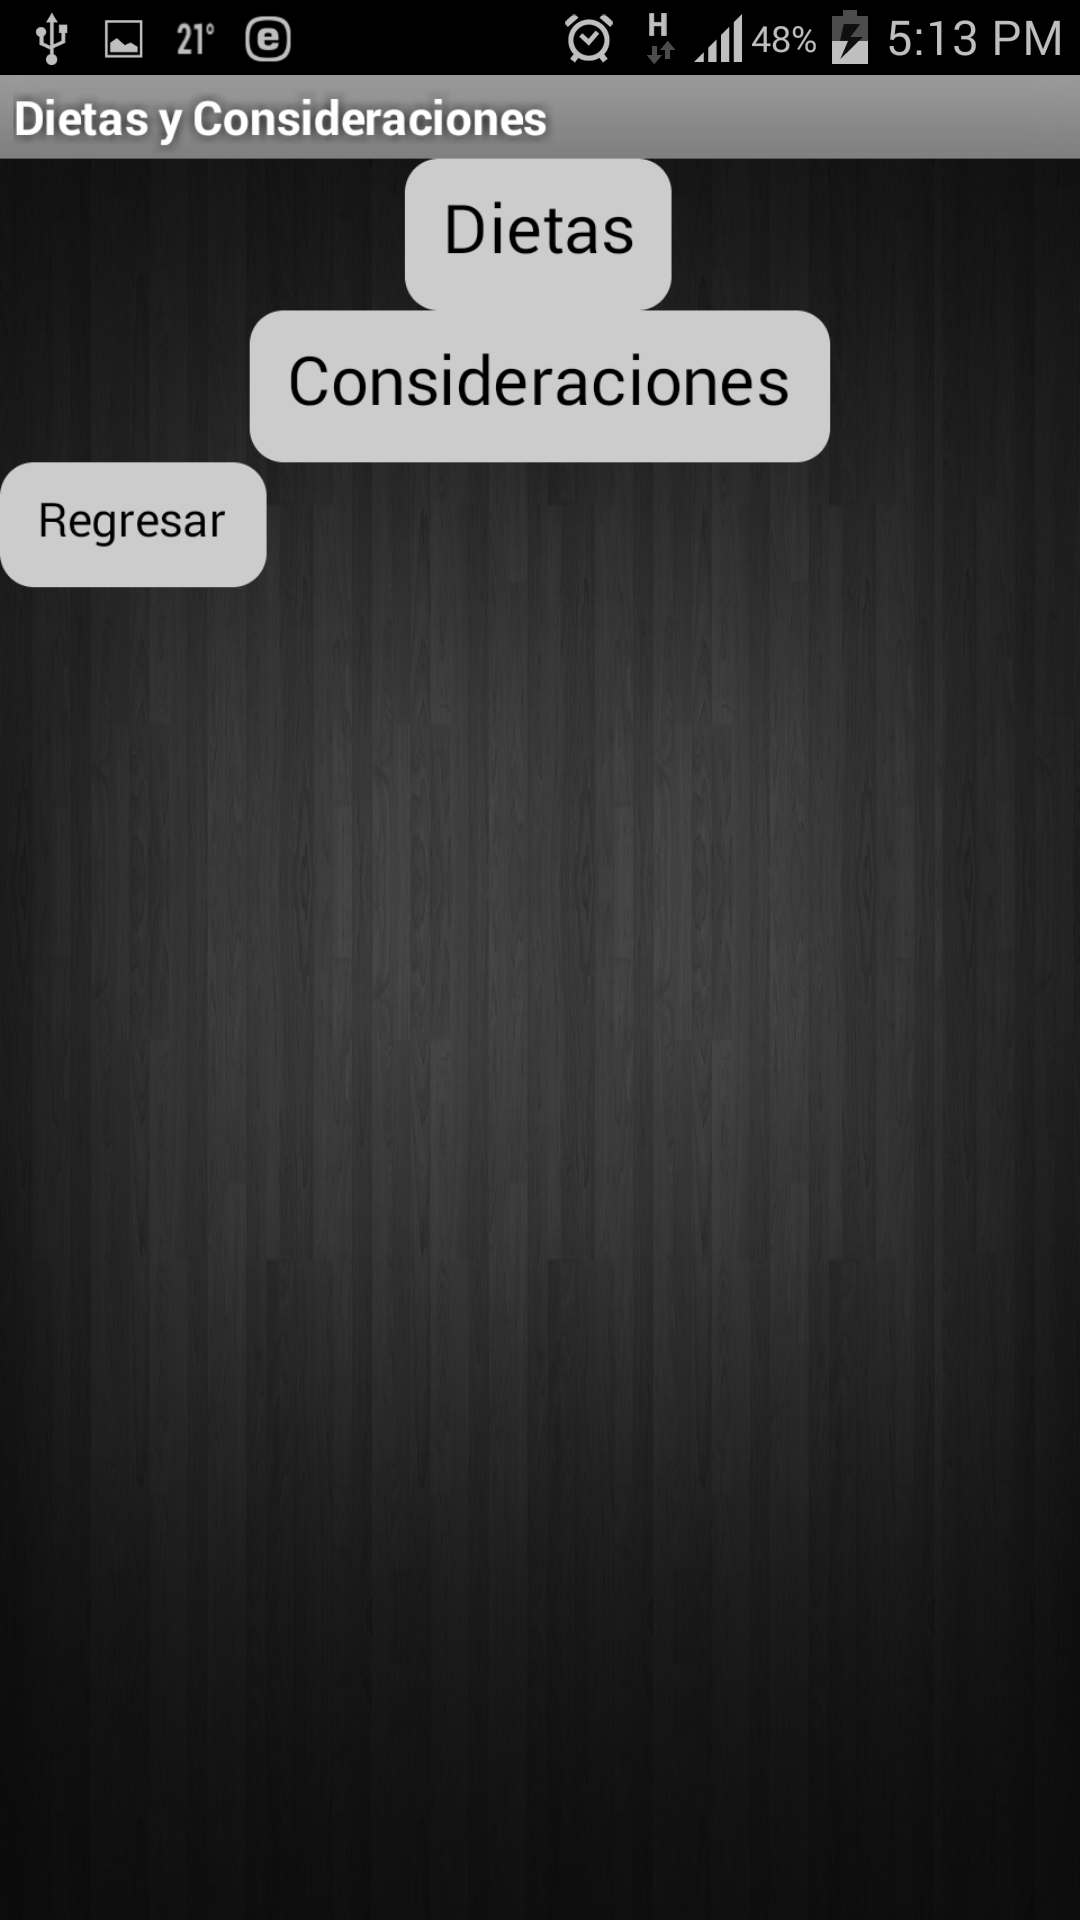 21° e H 48% 5:13 PM
Dietas y Consideraciones
Dietas
Consideraciones
Regresar